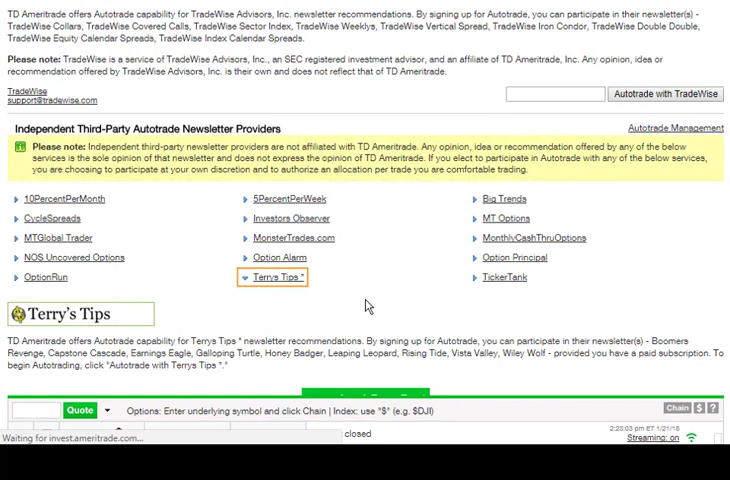 TD Ameritrade offers Autotrade capability for TradeWise Advisors, Inc. newsletter recommendations. By signing up for Autotrade, you can participate in their newsletter(s) -
TradeWise Collars, TradeWise Covered Calls, TradeWise Sector Index, TradeWise Weeklys, TradeWise Vertical Spread, TradeWise Iron Condor, TradeWise Double Double,
TradeWise Equity Calendar Spreads, TradeWise Index Calendar Spreads.
Please note: TradeWise is a service of TradeWise Advisors, Inc., an SEC registered investment advisor, and an affiliate of TD Ameritrade, Inc. Any opinion, idea or
recommendation offered by TradeWise Advisors, Inc. is their own and does not reflect that of TD Ameritrade.
TradeWise
support@tradewise.com
Autotrade with TradeWise
Independent Third-Party Autotrade Newsletter Providers
Autotrade Management
Please note: Independent third-party newsletter providers are not affiliated with TD Ameritrade. Any opinion, idea or recommendation offered by any of the below
services is the sole opinion of that newsletter and does not express the opinion of TD Ameritrade. If you elect to participate in Autotrade with any of the below services,
you are choosing to participate at your own discretion and to authorize an allocation per trade you are comfortable trading.
10PercentPerMonth 5PercentPerWeek Big Trends
CycleSpreads Investors Observer MT Options
MTGlobal Trader MonsterTrades.com MonthlyCashThruOptions
NOS Uncovered Options Option Alarm Option Principal
OptionRun Terrys Tips * TickerTank
Terry's Tips
TD Ameritrade offers Autotrade capability for Terrys Tips * newsletter recommendations. By signing up for Autotrade, you can participate in their newsletter(s) - Boomers
Revenge, Capstone Cascade, Earnings Eagle, Galloping Turtle, Honey Badger, Leaping Leopard, Rising Tide, Vista Valley, Wiley Wolf - provided you have a paid subscription. To
begin Autotrading, click "Autotrade with Terrys Tips *."
Quote Options: Enter underlying symbol and click Chain | Index: use "$" (e.g. $DJI) Chain $ ?
Waiting for invest.ameritrade.com...
closed
2:23:03 pm ET 1/21/18
Streaming: on